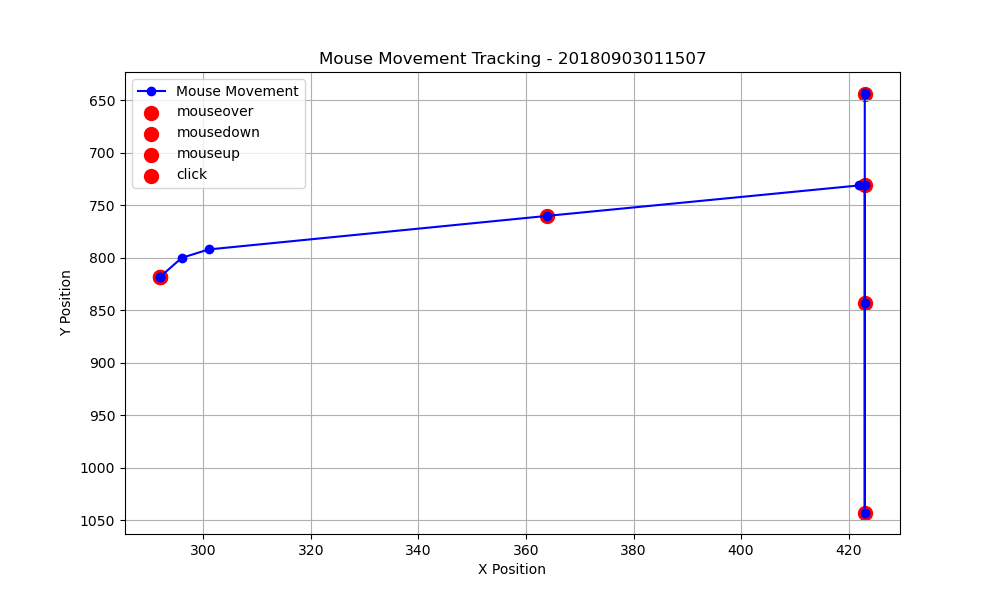 Mouse Movement Tracking - 20180903011507
Mouse Movement
mouseover
mousedown
mouseup
click
Y Position
650
700
750
800
850
900
950
1000
1050
300
320
340
360
380
400
420
X Position